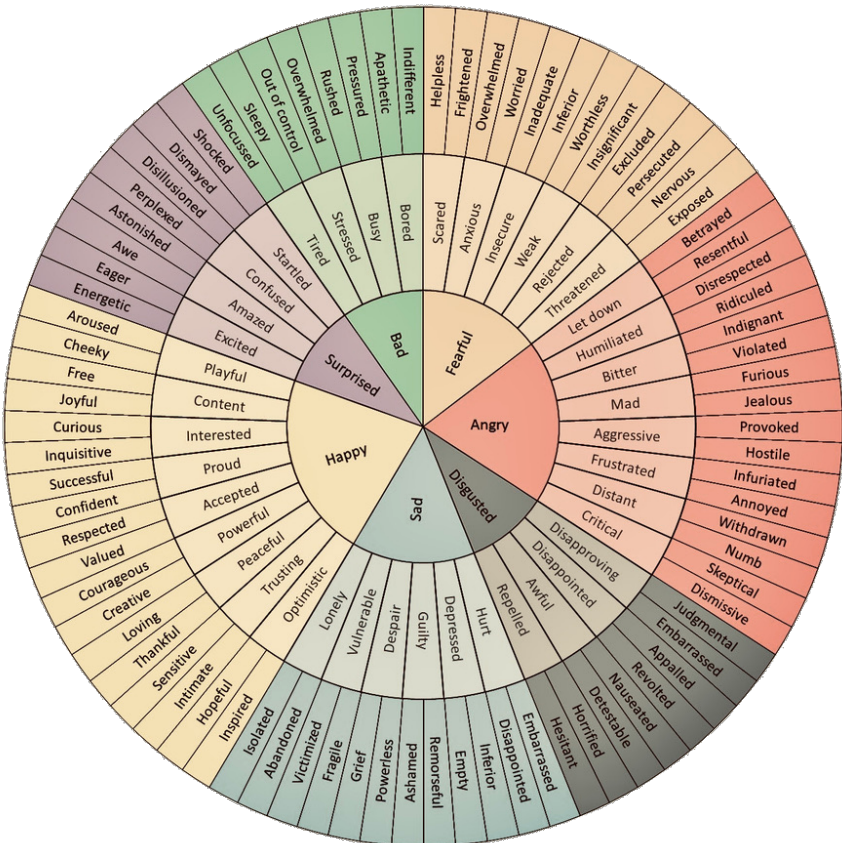 Fearful
Angry
Disgusted
Sad
Happy
Surprised
Bad
Scared
Anxious
Insecure
Weak
Rejected
Threatened
Let down
Humiliated
Bitter
Mad
Aggressive
Frustrated
Distant
Critical
Disapproving
Disappointed
Awful
Repelled
Hurt
Depressed
Guilty
Despair
Vulnerable
Lonely
Optimistic
Trusting
Peaceful
Powerful
Accepted
Proud
Interested
Content
Playful
Excited
Amazed
Confused
Startled
Tired
Stressed
Busy
Bored
Helpless
Frightened
Overwhelmed
Worried
Inadequate
Inferior
Worthless
Insignificant
Excluded
Persecuted
Nervous
Exposed
Betrayed
Resentful
Disrespected
Ridiculed
Indignant
Violated
Furious
Jealous
Provoked
Hostile
Infuriated
Annoyed
Withdrawn
Numb
Skeptical
Dismissive
Judgmental
Embarrassed
Appalled
Revolted
Nauseated
Detestable
Horrified
Hesitant
Embarrassed
Disappointed
Inferior
Empty
Remorseful
Ashamed
Powerless
Grief
Fragile
Victimized
Abandoned
Isolated
Inspired
Hopeful
Intimate
Sensitive
Thankful
Loving
Creative
Courageous
Valued
Respected
Confident
Successful
Inquisitive
Curious
Joyful
Free
Cheeky
Aroused
Energetic
Eager
Awe
Astonished
Perplexed
Disillusioned
Dismayed
Shocked
Unfocussed
Sleepy
Out of control
Overwhelmed
Rushed
Pressured
Apathetic
Indifferent